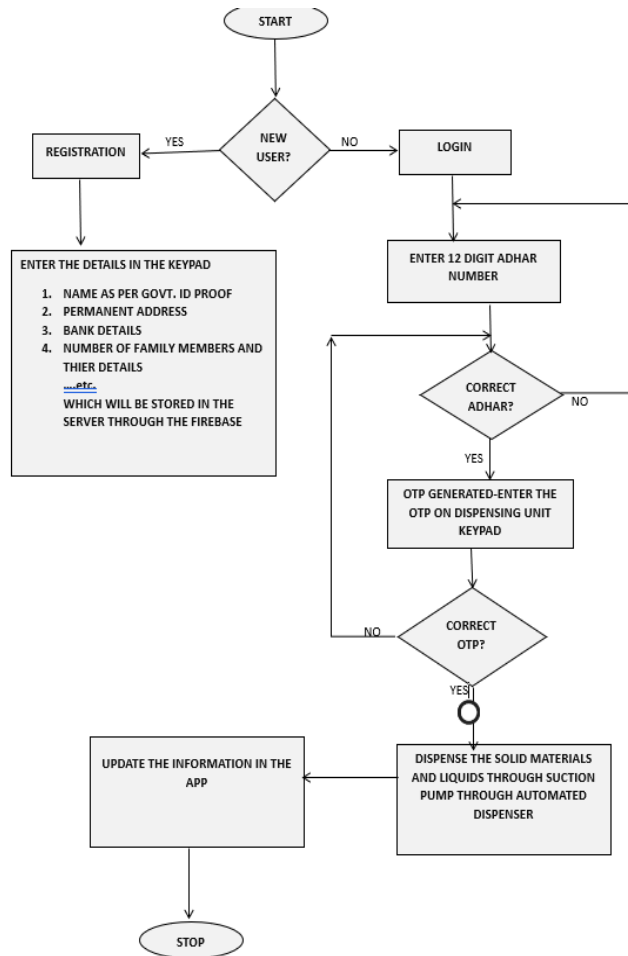 START
NEW
USER?
YES
NO
REGISTRATION
LOGIN
ENTER THE DETAILS IN THE KEYPAD
1. NAME AS PER GOVT. ID PROOF
2. PERMANENT ADDRESS
3. BANK DETAILS
4. NUMBER OF FAMILY MEMBERS AND
THIER DETAILS
....etc.
WHICH WILL BE STORED IN THE
SERVER THROUGH THE FIREBASE
ENTER 12 DIGIT ADHAR
NUMBER
CORRECT
ADHAR?
NO
YES
OTP GENERATED-ENTER THE
OTP ON DISPENSING UNIT
KEYPAD
CORRECT
OTP?
NO
YES
DISPENSE THE SOLID MATERIALS
AND LIQUIDS THROUGH SUCTION
PUMP THROUGH AUTOMATED
DISPENSER
UPDATE THE INFORMATION IN THE
APP
STOP